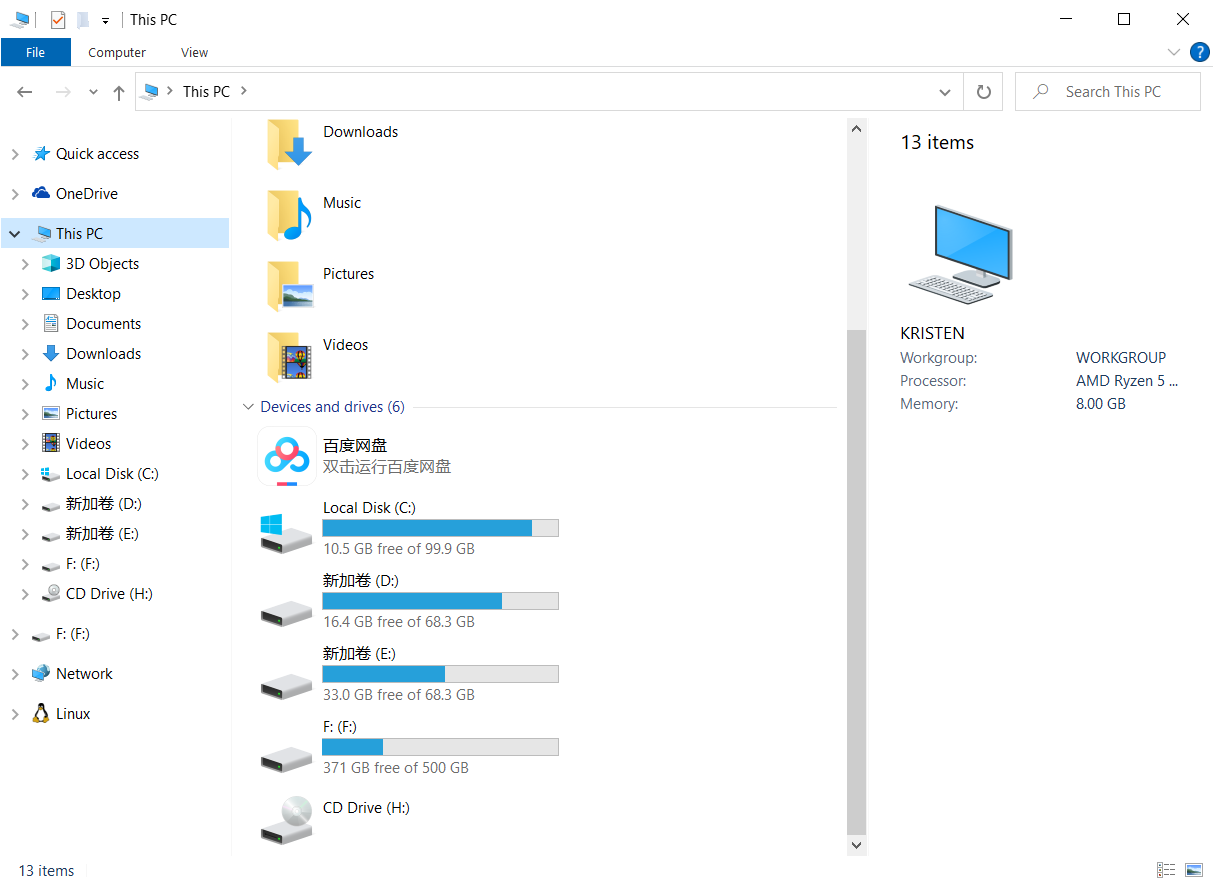 This PC
File Computer View
This PC
Search This PC
Quick access
OneDrive
This PC
3D Objects
Desktop
Documents
Downloads
Music
Pictures
Videos
Local Disk (C:)
新加卷 (D:)
新加卷 (E:)
F: (F:)
CD Drive (H:)
F: (F:)
Network
Linux
Downloads
Music
Pictures
Videos
Devices and drives (6)
百度网盘
双击运行百度网盘
Local Disk (C:)
10.5 GB free of 99.9 GB
新加卷 (D:)
16.4 GB free of 68.3 GB
新加卷 (E:)
33.0 GB free of 68.3 GB
F: (F:)
371 GB free of 500 GB
CD Drive (H:)
13 items
KRISTEN
Workgroup: WORKGROUP
Processor: AMD Ryzen 5 ...
Memory: 8.00 GB
13 items